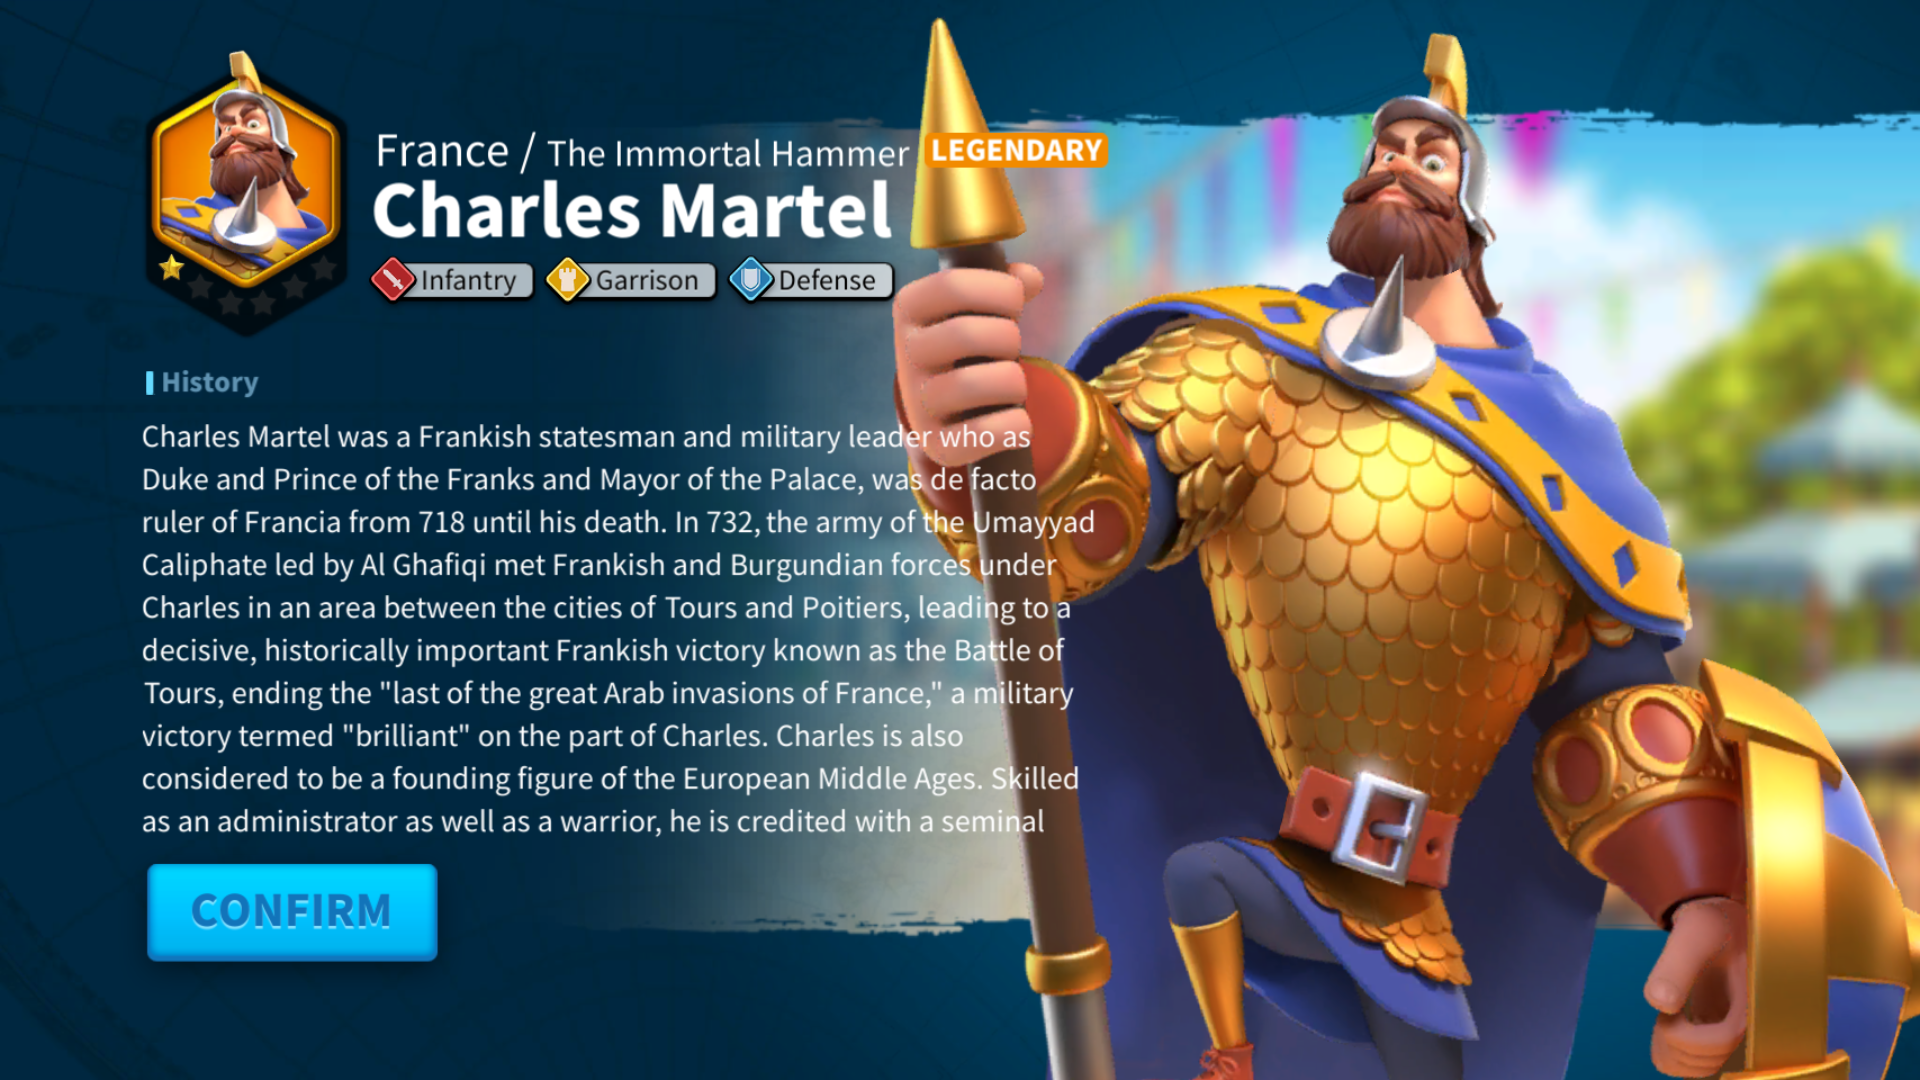 France / The Immortal Hammer LEGENDARY
Charles Martel
Infantry Garrison Defense
History
Charles Martel was a Frankish statesman and military leader who as
Duke and Prince of the Franks and Mayor of the Palace, was de facto
ruler of Francia from 718 until his death. In 732, the army of the Umayyad
Caliphate led by Al Ghafiqi met Frankish and Burgundian forces under
Charles in an area between the cities of Tours and Poitiers, leading to a
decisive, historically important Frankish victory known as the Battle of
Tours, ending the "last of the great Arab invasions of France," a military
victory termed "brilliant" on the part of Charles. Charles is also
considered to be a founding figure of the European Middle Ages. Skilled
as an administrator as well as a warrior, he is credited with a seminal
CONFIRM